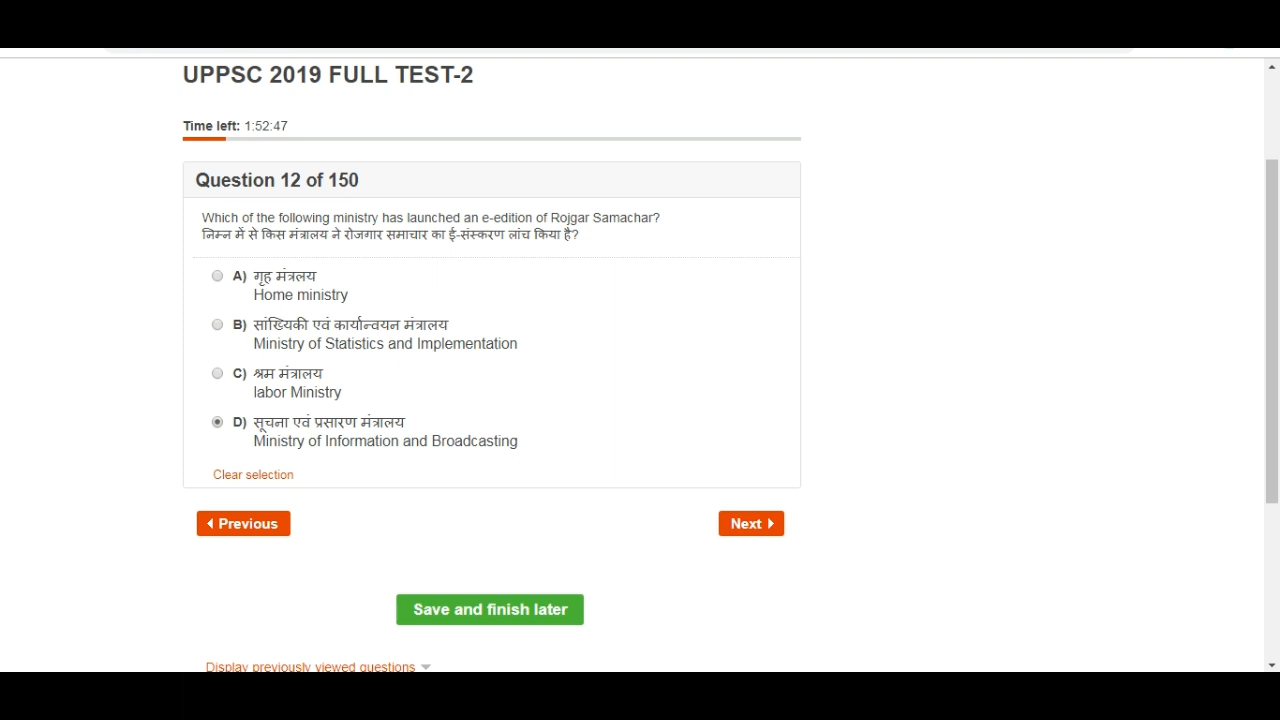 UPPSC 2019 FULL TEST-2
Time left: 1:52:47
Question 12 of 150
Which of the following ministry has launched an e-edition of Rojgar Samachar?
निम्न में से किस मंत्रालय ने रोजगार समाचार का ई-संस्करण लांच किया है?
A) गृह मंत्रलय
Home ministry
B) सांख्यिकी एवं कार्यान्वयन मंत्रालय
Ministry of Statistics and Implementation
C) श्रम मंत्रालय
labor Ministry
D) सूचना एवं प्रसारण मंत्रालय
Ministry of Information and Broadcasting
Clear selection
Previous
Next
Save and finish later
Display previously viewed questions